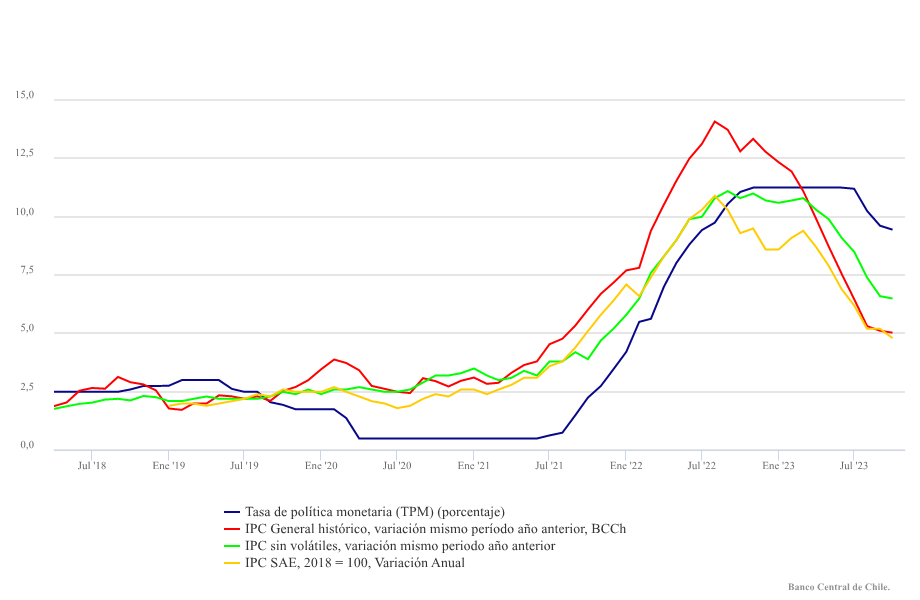 15,0
12,5
10,0
7,5
5,0
2,5
0,0
Jul '18 Ene '19 Jul '19 Ene '20 Jul '20 Ene '21 Jul '21 Ene '22 Jul '22 Ene '23 Jul '23
Tasa de política monetaria (TPM) (porcentaje)
IPC General histórico, variación mismo período año anterior, BCCh
IPC sin volátiles, variación mismo periodo año anterior
IPC SAE, 2018 = 100, Variación Anual
Banco Central de Chile.